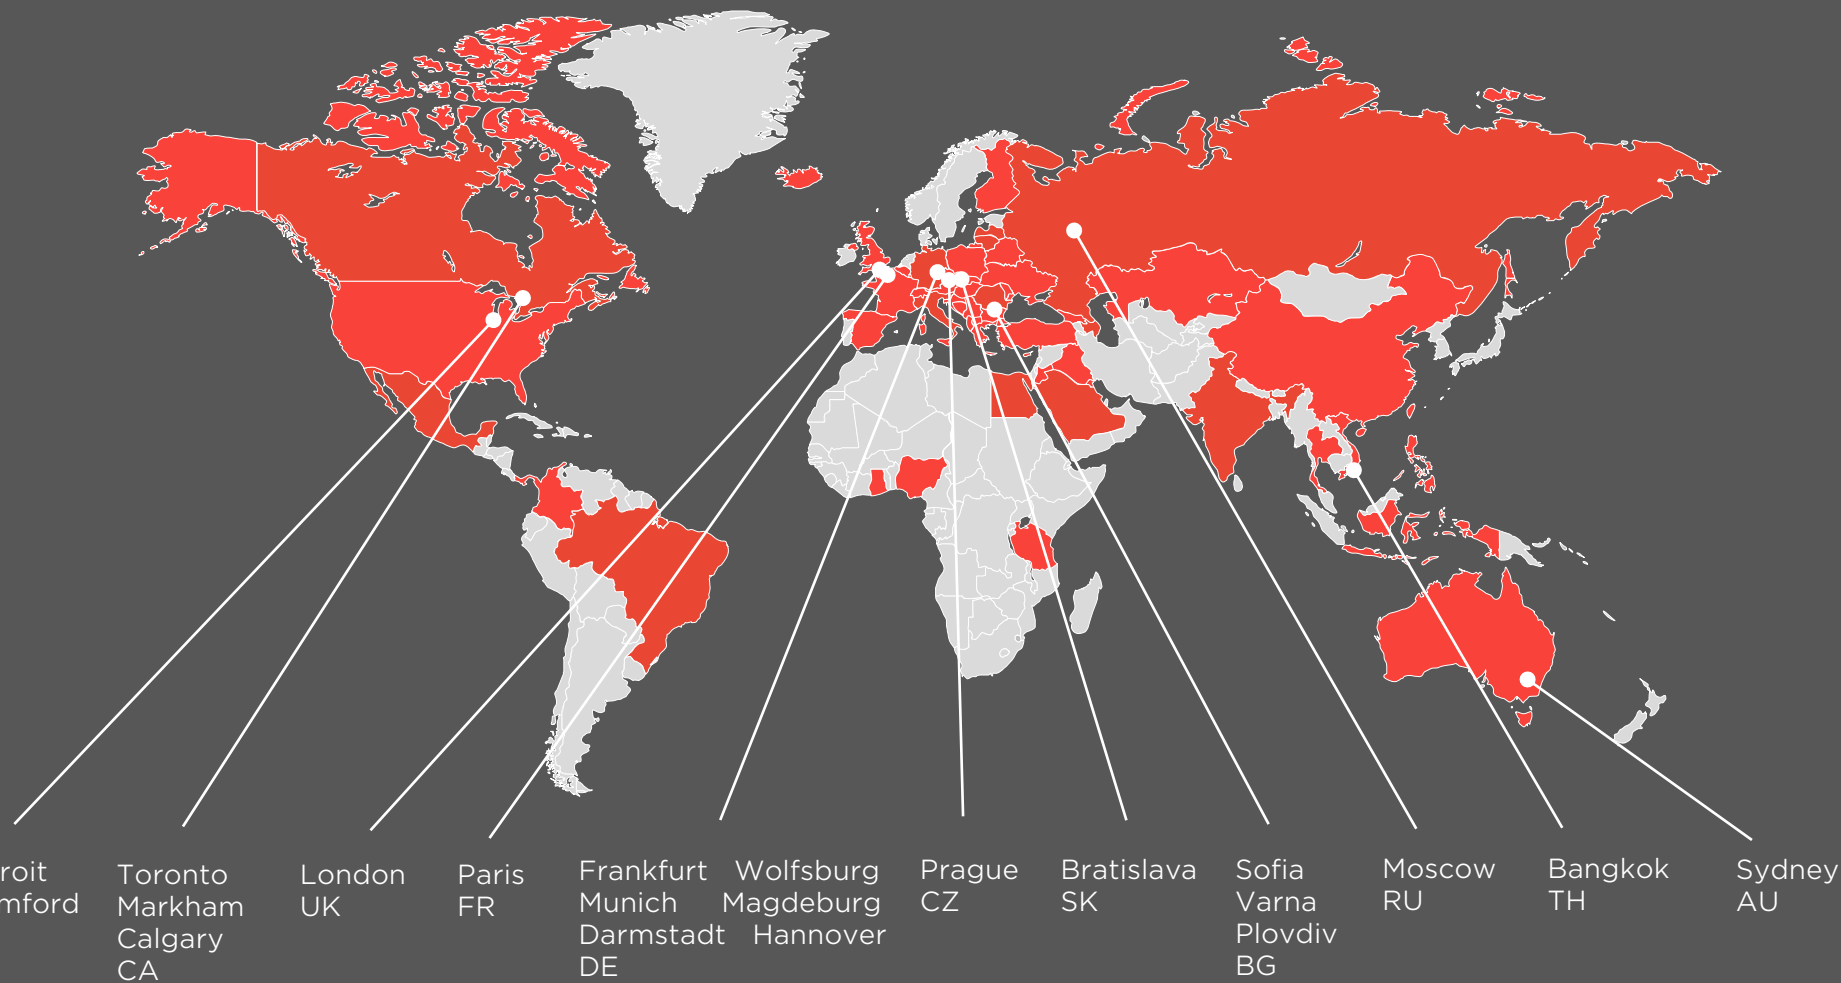 roit
mford
Toronto
Markham
Calgary
CA
London
UK
Paris
FR
Frankfurt Wolfsburg
Munich Magdeburg
Darmstadt Hannover
DE
Prague
CZ
Bratislava
SK
Sofia
Varna
Plovdiv
BG
Moscow
RU
Bangkok
TH
Sydney
AU